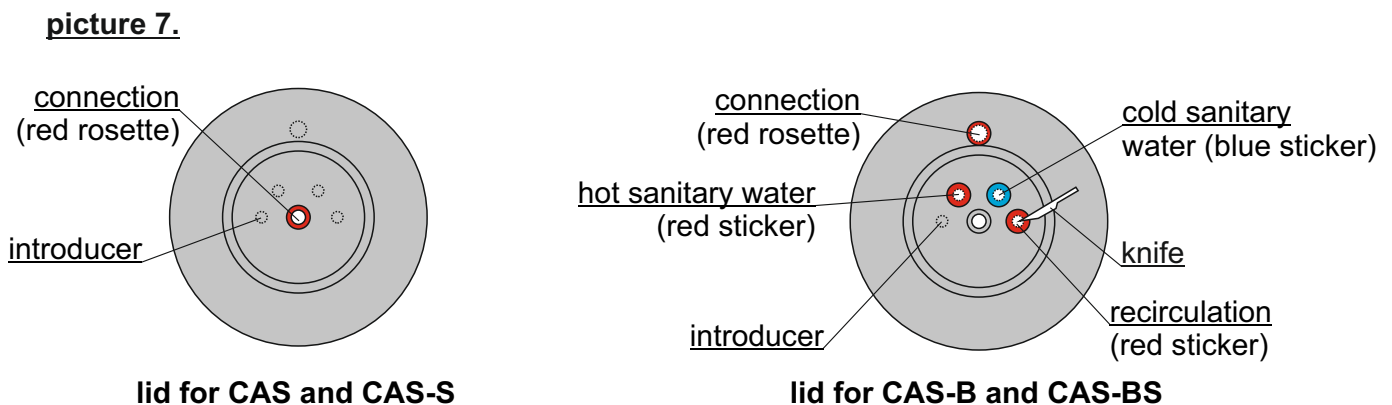 picture 7.
connection
(red rosette)
introducer
lid for CAS and CAS-S
connection
(red rosette)
hot sanitary water
(red sticker)
introducer
cold sanitary
water (blue sticker)
knife
recirculation
(red sticker)
lid for CAS-B and CAS-BS